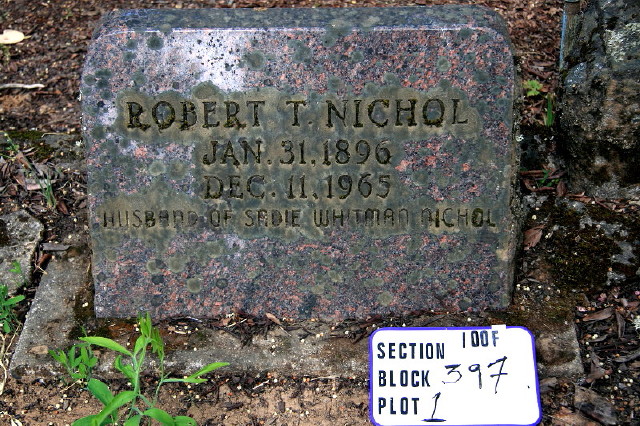 ROBERT T. NICHOL
JAN. 31. 1896
DEC. 11. 1965
HUSBAND OF SADIE WHITMAN NICHOL
SECTION IOOF
BLOCK 397.
PLOT 1